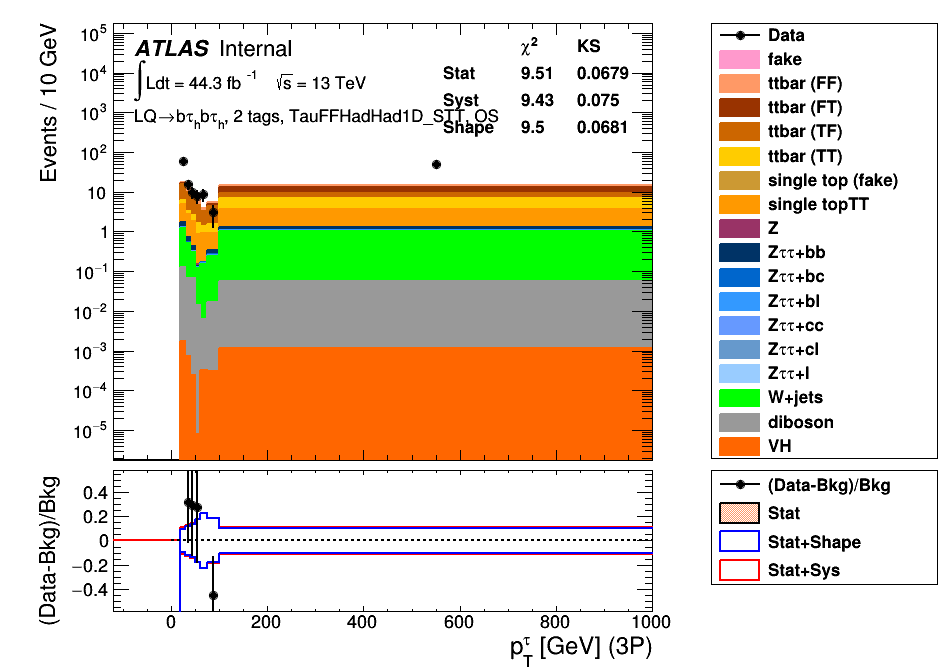 10⁵
10⁴
10³
10²
10
1
10⁻¹
10⁻²
10⁻³
10⁻⁴
10⁻⁵
Events / 10 GeV
ATLAS Internal
∫Ldt = 44.3 fb⁻¹ √s = 13 TeV
LQ→bτₕbτₕ, 2 tags, TauFFHadHad1D_STT, OS
χ² KS
Stat 9.51 0.0679
Syst 9.43 0.075
Shape 9.5 0.0681
Data
fake
ttbar (FF)
ttbar (FT)
ttbar (TF)
ttbar (TT)
single top (fake)
single topTT
Z
Zττ+bb
Zττ+bc
Zττ+bl
Zττ+cc
Zττ+cl
Zττ+l
W+jets
diboson
VH
(Data-Bkg)/Bkg
0.4
0.2
0
−0.2
−0.4
0 200 400 600 800 1000
p_T^τ [GeV] (3P)
(Data-Bkg)/Bkg
Stat
Stat+Shape
Stat+Sys